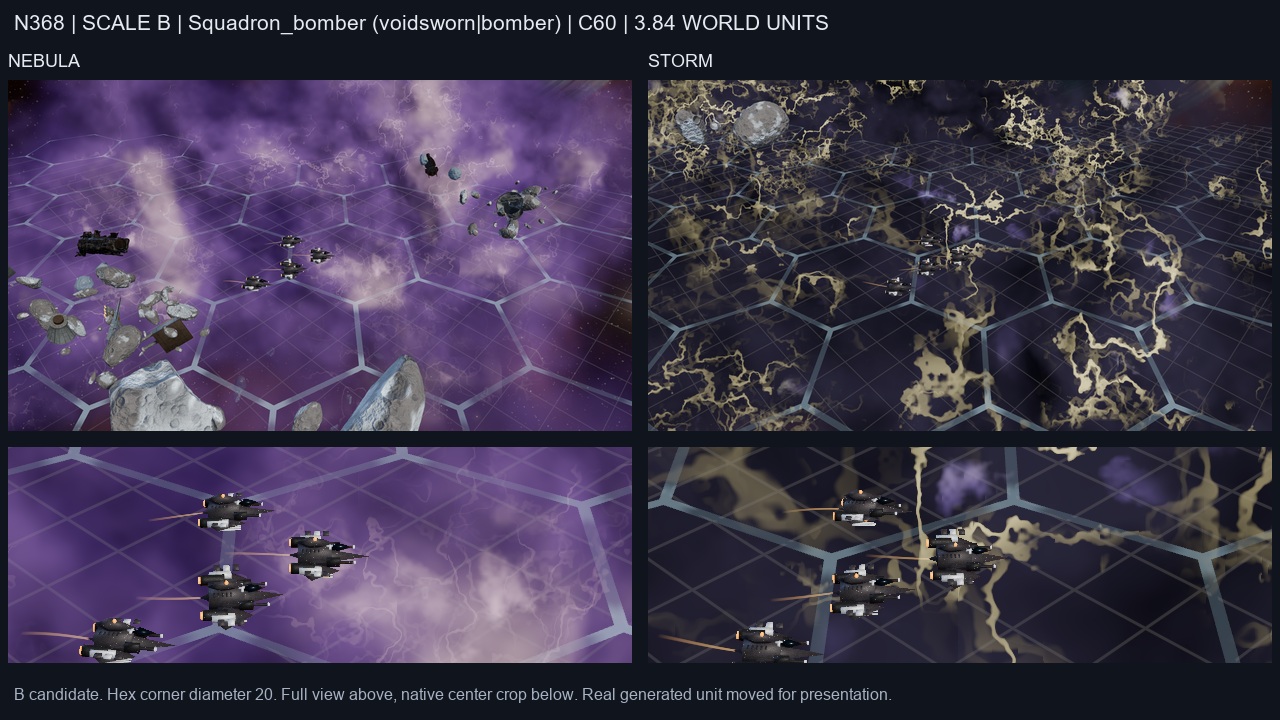 N368 | SCALE B | Squadron_bomber (voidsworn|bomber) | C60 | 3.84 WORLD UNITS
NEBULA
STORM
B candidate. Hex corner diameter 20. Full view above, native center crop below. Real generated unit moved for presentation.